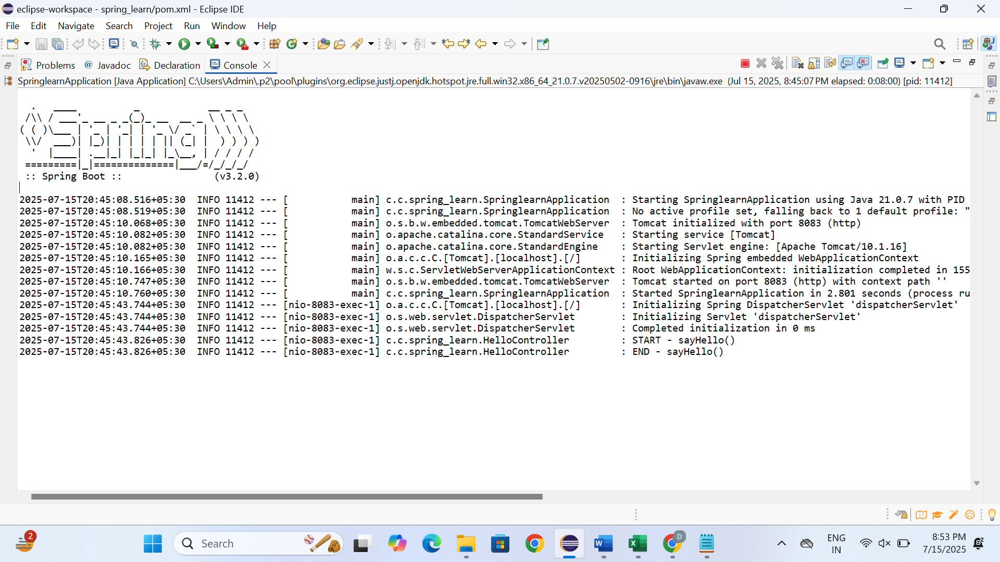 eclipse-workspace - spring_learn/pom.xml - Eclipse IDE
File Edit Navigate Search Project Run Window Help
Problems @ Javadoc Declaration Console
SpringlearnApplication [Java Application] C:\Users\Admin\.p2\pool\plugins\org.eclipse.justj.openjdk.hotspot.jre.full.win32.x86_64_21.0.7.v20250502-0916\jre\bin\javaw.exe (Jul 15, 2025, 8:45:07 PM elapsed: 0:08:00) [pid: 11412]
  .   ____          _            __ _ _
 /\\ / ___'_ __ _ _(_)_ __  __ _ \ \ \ \
( ( )\___ | '_ | '_| | '_ \/ _` | \ \ \ \
 \\/  ___)| |_)| | | | | || (_| |  ) ) ) )
  '  |____| .__|_| |_|_| |_\__, | / / / /
 =========|_|==============|___/=/_/_/_/
 :: Spring Boot ::                (v3.2.0)
2025-07-15T20:45:08.516+05:30  INFO 11412 --- [           main] c.c.spring_learn.SpringlearnApplication  : Starting SpringlearnApplication using Java 21.0.7 with PID
2025-07-15T20:45:08.519+05:30  INFO 11412 --- [           main] c.c.spring_learn.SpringlearnApplication  : No active profile set, falling back to 1 default profile: "
2025-07-15T20:45:10.068+05:30  INFO 11412 --- [           main] o.s.b.w.embedded.tomcat.TomcatWebServer  : Tomcat initialized with port 8083 (http)
2025-07-15T20:45:10.082+05:30  INFO 11412 --- [           main] o.apache.catalina.core.StandardService   : Starting service [Tomcat]
2025-07-15T20:45:10.082+05:30  INFO 11412 --- [           main] o.apache.catalina.core.StandardEngine    : Starting Servlet engine: [Apache Tomcat/10.1.16]
2025-07-15T20:45:10.165+05:30  INFO 11412 --- [           main] o.a.c.c.C.[Tomcat].[localhost].[/]       : Initializing Spring embedded WebApplicationContext
2025-07-15T20:45:10.166+05:30  INFO 11412 --- [           main] w.s.c.ServletWebServerApplicationContext : Root WebApplicationContext: initialization completed in 155
2025-07-15T20:45:10.747+05:30  INFO 11412 --- [           main] o.s.b.w.embedded.tomcat.TomcatWebServer  : Tomcat started on port 8083 (http) with context path ''
2025-07-15T20:45:10.760+05:30  INFO 11412 --- [           main] c.c.spring_learn.SpringlearnApplication  : Started SpringlearnApplication in 2.801 seconds (process ru
2025-07-15T20:45:43.744+05:30  INFO 11412 --- [nio-8083-exec-1] o.a.c.c.C.[Tomcat].[localhost].[/]       : Initializing Spring DispatcherServlet 'dispatcherServlet'
2025-07-15T20:45:43.744+05:30  INFO 11412 --- [nio-8083-exec-1] o.s.web.servlet.DispatcherServlet        : Initializing Servlet 'dispatcherServlet'
2025-07-15T20:45:43.744+05:30  INFO 11412 --- [nio-8083-exec-1] o.s.web.servlet.DispatcherServlet        : Completed initialization in 0 ms
2025-07-15T20:45:43.826+05:30  INFO 11412 --- [nio-8083-exec-1] c.c.spring_learn.HelloController         : START - sayHello()
2025-07-15T20:45:43.826+05:30  INFO 11412 --- [nio-8083-exec-1] c.c.spring_learn.HelloController         : END - sayHello()
2
Search
D
ENG
IN
8:53 PM
7/15/2025